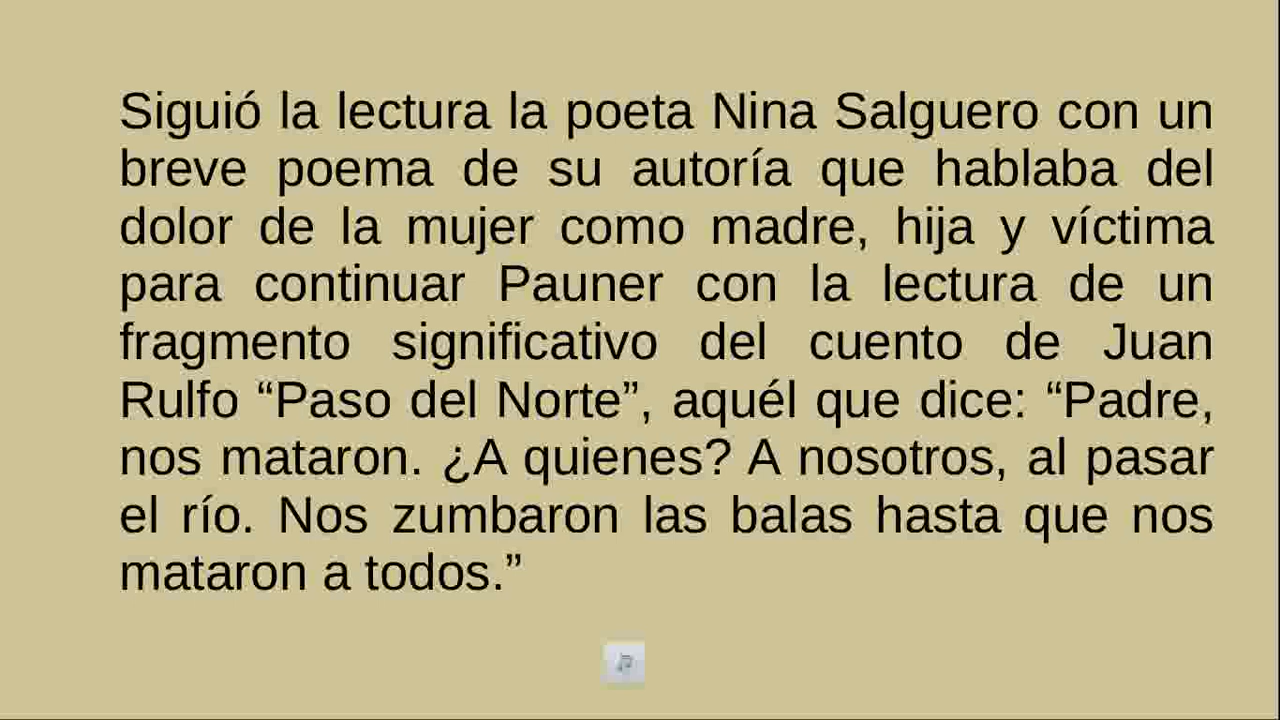 Siguió la lectura la poeta Nina Salguero con un
breve poema de su autoría que hablaba del
dolor de la mujer como madre, hija y víctima
para continuar Pauner con la lectura de un
fragmento significativo del cuento de Juan
Rulfo “Paso del Norte”, aquél que dice: “Padre,
nos mataron. ¿A quienes? A nosotros, al pasar
el río. Nos zumbaron las balas hasta que nos
mataron a todos.”